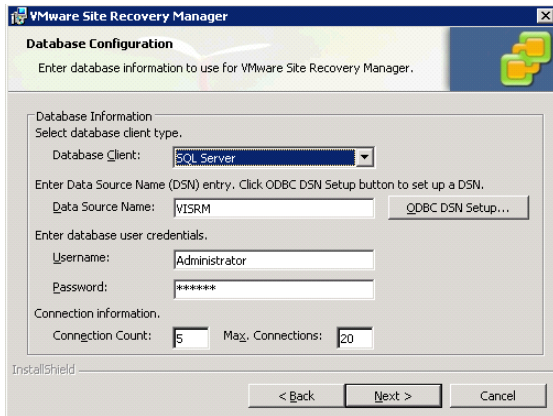 VMware Site Recovery Manager
Database Configuration
Enter database information to use for VMware Site Recovery Manager.
Database Information
Select database client type.
Database Client: SQL Server
Enter Data Source Name (DSN) entry. Click ODBC DSN Setup button to set up a DSN.
Data Source Name: VISRM ODBC DSN Setup...
Enter database user credentials.
Username: Administrator
Password: ******
Connection information.
Connection Count: 5 Max. Connections: 20
InstallShield
< Back Next > Cancel